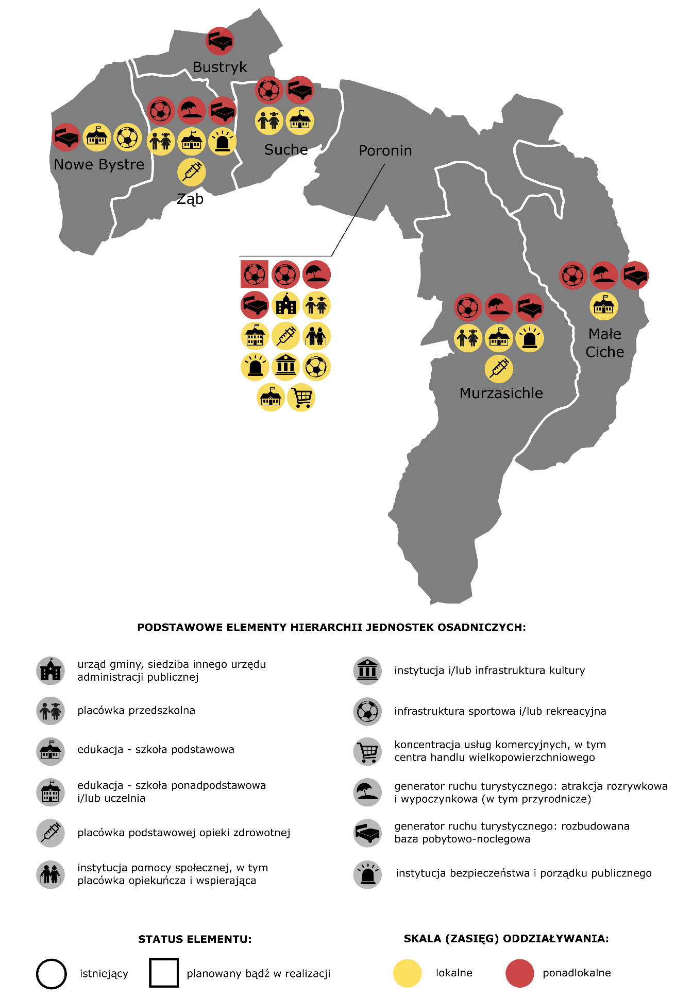 Bustryk
Suche
Poronin
Nowe Bystre
Ząb
Małe
Ciche
Murzasichle
PODSTAWOWE ELEMENTY HIERARCHII JEDNOSTEK OSADNICZYCH:
urząd gminy, siedziba innego urzędu
administracji publicznej
placówka przedszkolna
edukacja - szkoła podstawowa
edukacja - szkoła ponadpodstawowa
i/lub uczelnia
placówka podstawowej opieki zdrowotnej
instytucja pomocy społecznej, w tym
placówka opiekuńcza i wspierająca
instytucja i/lub infrastruktura kultury
infrastruktura sportowa i/lub rekreacyjna
koncentracja usług komercyjnych, w tym
centra handlu wielkopowierzchniowego
generator ruchu turystycznego: atrakcja rozrywkowa
i wypoczynkowa (w tym przyrodnicze)
generator ruchu turystycznego: rozbudowana
baza pobytowo-noclegowa
instytucja bezpieczeństwa i porządku publicznego
STATUS ELEMENTU:
istniejący
planowany bądź w realizacji
SKALA (ZASIĘG) ODDZIAŁYWANIA:
lokalne
ponadlokalne